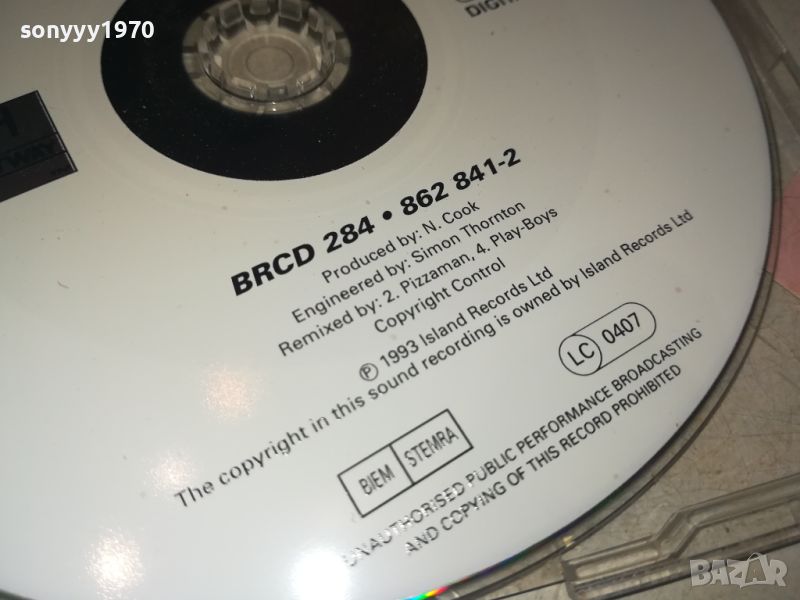 sonyyy1970
BRCD 284 • 862 841-2
Produced by: N. Cook
Engineered by: Simon Thornton
Remixed by: 2. Pizzaman, 4. Play-Boys
Copyright Control
Ⓟ 1993 Island Records Ltd
The copyright in this sound recording is owned by Island Records Ltd
LC 0407
BIEM STEMRA
UNAUTHORISED PUBLIC PERFORMANCE BROADCASTING
AND COPYING OF THIS RECORD PROHIBITED
BAZAR